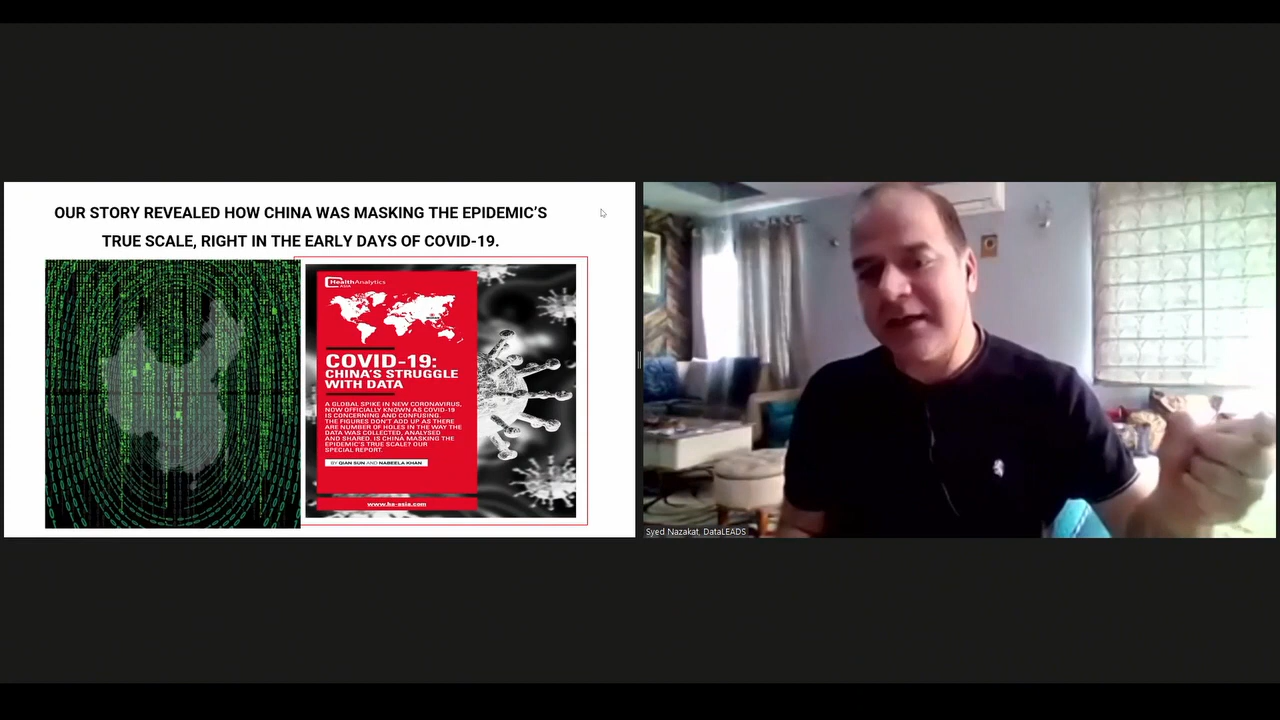 OUR STORY REVEALED HOW CHINA WAS MASKING THE EPIDEMIC'S
TRUE SCALE, RIGHT IN THE EARLY DAYS OF COVID-19.
HealthAnalytics
ASIA
COVID-19:
CHINA'S STRUGGLE
WITH DATA
A GLOBAL SPIKE IN NEW CORONAVIRUS,
NOW OFFICIALLY KNOWN AS COVID-19
IS CONCERNING AND CONFUSING.
THE FIGURES DON'T ADD UP AS THERE
ARE NUMBER OF HOLES IN THE WAY THE
DATA WAS COLLECTED, ANALYSED
AND SHARED. IS CHINA MASKING THE
EPIDEMIC'S TRUE SCALE? OUR
SPECIAL REPORT.
BY QIAN SUN AND NABEELA KHAN
www.ha-asia.com
Syed Nazakat, DataLEADS